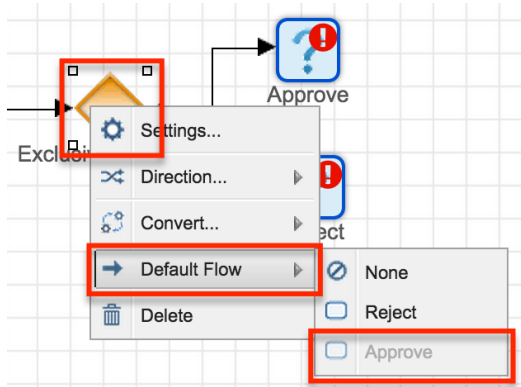 Approve
Exclusi
Settings...
Direction...
Convert...
ect
Default Flow
None
Delete
Reject
Approve